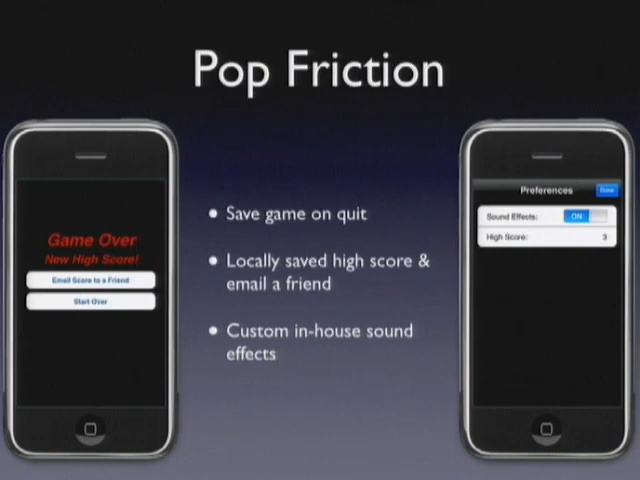 Pop Friction
Game Over
New High Score!
Email Score to a Friend
Start Over
• Save game on quit
• Locally saved high score &
email a friend
• Custom in-house sound
effects
Preferences
Done
Sound Effects:
ON
High Score:
3